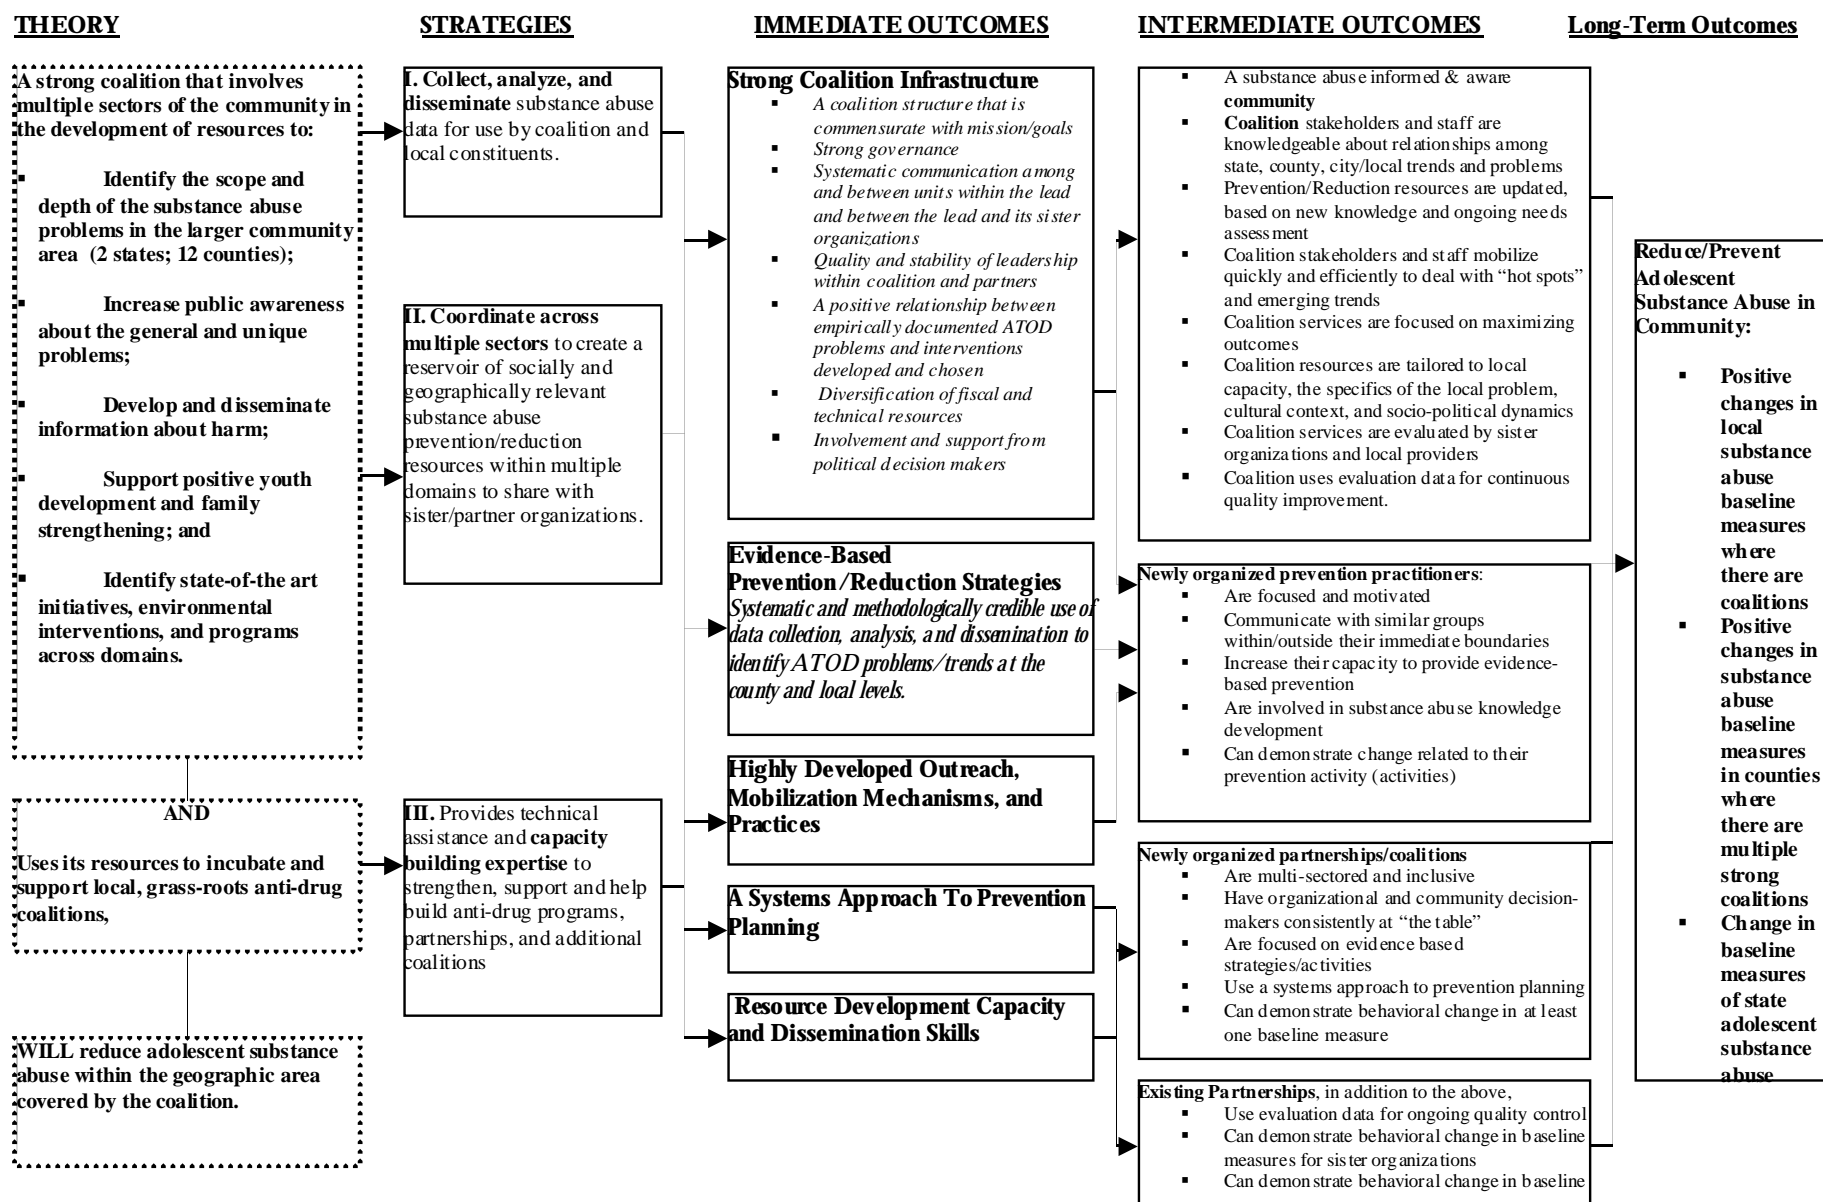 THEORY
STRATEGIES
IMMEDIATE OUTCOMES
INTERMEDIATE OUTCOMES
Long-Term Outcomes
A strong coalition that involves
multiple sectors of the community in
the development of resources to:
▪ Identify the scope and
depth of the substance abuse
problems in the larger community
area (2 states; 12 counties);
▪ Increase public awareness
about the general and unique
problems;
▪ Develop and disseminate
information about harm;
▪ Support positive youth
development and family
strengthening; and
▪ Identify state-of-the art
initiatives, environmental
interventions, and programs
across domains.
AND
Uses its resources to incubate and
support local, grass-roots anti-drug
coalitions,
WILL reduce adolescent substance
abuse within the geographic area
covered by the coalition.
I. Collect, analyze, and
disseminate substance abuse
data for use by coalition and
local constituents.
II. Coordinate across
multiple sectors to create a
reservoir of socially and
geographically relevant
substance abuse
prevention/reduction
resources within multiple
domains to share with
sister/partner organizations.
III. Provides technical
assistance and capacity
building expertise to
strengthen, support and help
build anti-drug programs,
partnerships, and additional
coalitions
Strong Coalition Infrastructure
▪ A coalition structure that is
commensurate with mission/goals
▪ Strong governance
▪ Systematic communication among
and between units within the lead
and between the lead and its sister
organizations
▪ Quality and stability of leadership
within coalition and partners
▪ A positive relationship between
empirically documented ATOD
problems and interventions
developed and chosen
▪ Diversification of fiscal and
technical resources
▪ Involvement and support from
political decision makers
Evidence-Based
Prevention/Reduction Strategies
Systematic and methodologically credible use of
data collection, analysis, and dissemination to
identify ATOD problems/trends at the
county and local levels.
Highly Developed Outreach,
Mobilization Mechanisms, and
Practices
A Systems Approach To Prevention
Planning
Resource Development Capacity
and Dissemination Skills
▪ A substance abuse informed & aware
community
▪ Coalition stakeholders and staff are
knowledgeable about relationships among
state, county, city/local trends and problems
▪ Prevention/Reduction resources are updated,
based on new knowledge and ongoing needs
assessment
▪ Coalition stakeholders and staff mobilize
quickly and efficiently to deal with “hot spots”
and emerging trends
▪ Coalition services are focused on maximizing
outcomes
▪ Coalition resources are tailored to local
capacity, the specifics of the local problem,
cultural context, and socio-political dynamics
▪ Coalition services are evaluated by sister
organizations and local providers
▪ Coalition uses evaluation data for continuous
quality improvement.
Newly organized prevention practitioners:
▪ Are focused and motivated
▪ Communicate with similar groups
within/outside their immediate boundaries
▪ Increase their capacity to provide evidence-
based prevention
▪ Are involved in substance abuse knowledge
development
▪ Can demonstrate change related to their
prevention activity (activities)
Newly organized partnerships/coalitions
▪ Are multi-sectored and inclusive
▪ Have organizational and community decision-
makers consistently at “the table”
▪ Are focused on evidence based
strategies/activities
▪ Use a systems approach to prevention planning
▪ Can demonstrate behavioral change in at least
one baseline measure
Existing Partnerships, in addition to the above,
▪ Use evaluation data for ongoing quality control
▪ Can demonstrate behavioral change in baseline
measures for sister organizations
▪ Can demonstrate behavioral change in baseline
Reduce/Prevent
Adolescent
Substance Abuse in
Community:
▪ Positive
changes in
local
substance
abuse
baseline
measures
where
there are
coalitions
▪ Positive
changes in
substance
abuse
baseline
measures
in counties
where
there are
multiple
strong
coalitions
▪ Change in
baseline
measures
of state
adolescent
substance
abuse